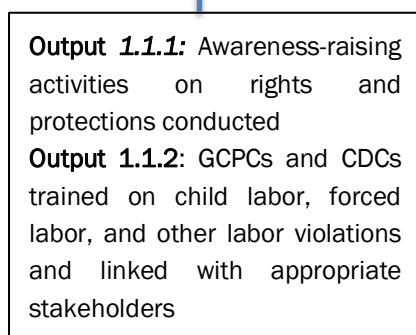 Output 1.1.1: Awareness-raising
activities on rights and
protections conducted
Output 1.1.2: GCPCs and CDCs
trained on child labor, forced
labor, and other labor violations
and linked with appropriate
stakeholders